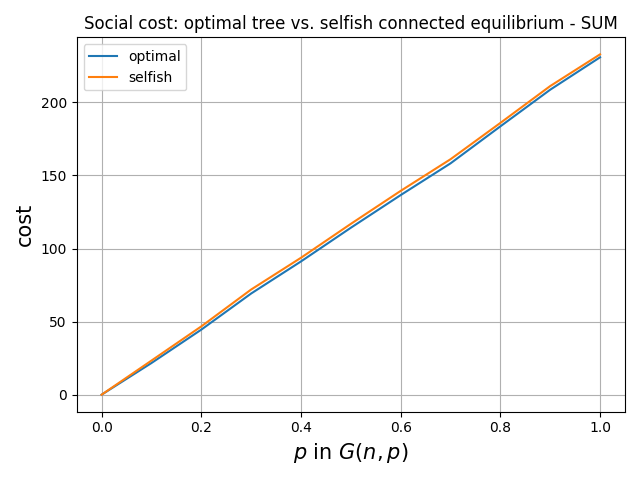 Social cost: optimal tree vs. selfish connected equilibrium - SUM
optimal
selfish
cost
200
150
100
50
0
0.0 0.2 0.4 0.6 0.8 1.0
p in G(n, p)